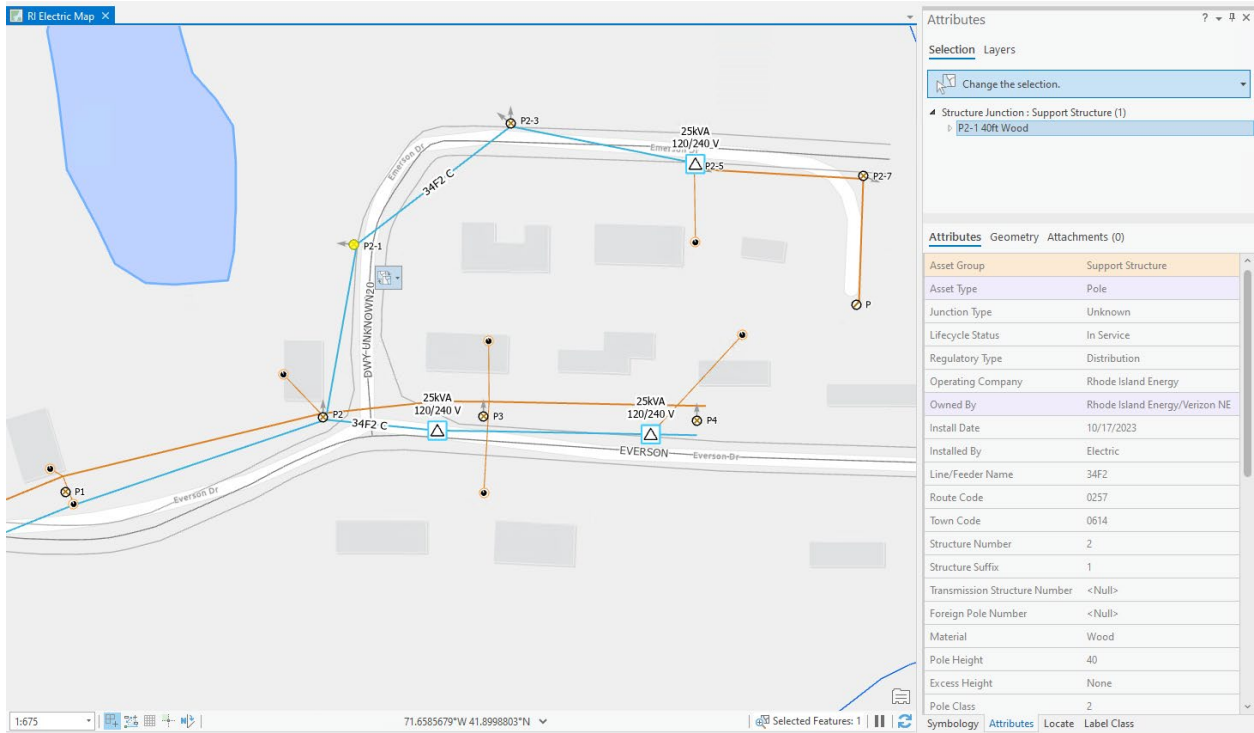 RI Electric Map
P2-3
25kVA
120/240 V
Emerson Dr
Emerson Dr
P2-5
P2-7
34F2 C
P2-1
DWY-UNKNOWN20
P
25kVA
120/240 V
25kVA
120/240 V
P2
P3
P4
34F2 C
EVERSON
Everson Dr
P1
Everson Dr
1:675
71.6585679°W 41.8998803°N
Selected Features: 1
Attributes
?
Selection Layers
Change the selection.
Structure Junction : Support Structure (1)
P2-1 40ft Wood
Attributes Geometry Attachments (0)
Asset Group Support Structure
Asset Type Pole
Junction Type Unknown
Lifecycle Status In Service
Regulatory Type Distribution
Operating Company Rhode Island Energy
Owned By Rhode Island Energy/Verizon NE
Install Date 10/17/2023
Installed By Electric
Line/Feeder Name 34F2
Route Code 0257
Town Code 0614
Structure Number 2
Structure Suffix 1
Transmission Structure Number <Null>
Foreign Pole Number <Null>
Material Wood
Pole Height 40
Excess Height None
Pole Class 2
Symbology Attributes Locate Label Class